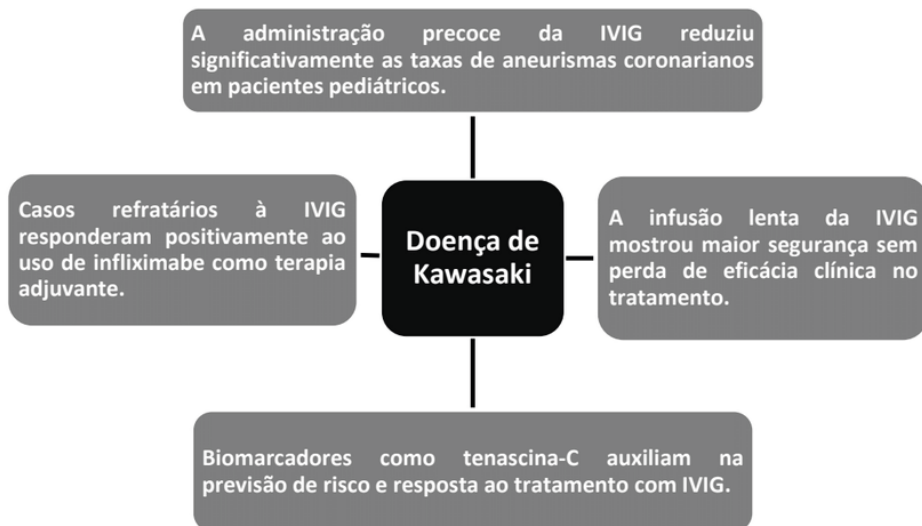 A administração precoce da IVIG reduziu
significativamente as taxas de aneurismas coronarianos
em pacientes pediátricos.
Casos refratários à IVIG
responderam positivamente ao
uso de infliximabe como terapia
adjuvante.
Doença de
Kawasaki
A infusão lenta da IVIG
mostrou maior segurança sem
perda de eficácia clínica no
tratamento.
Biomarcadores como tenascina-C auxiliam na
previsão de risco e resposta ao tratamento com IVIG.